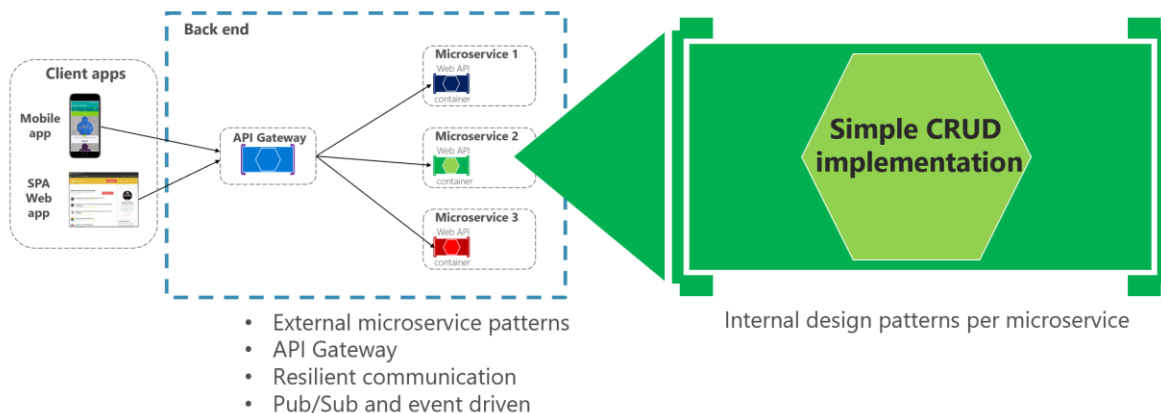 Back end
Client apps
Mobile
app
SPA
Web
app
API Gateway
Microservice 1
Web API
container
Microservice 2
Web API
container
Microservice 3
Web API
container
Simple CRUD
implementation
• External microservice patterns
• API Gateway
• Resilient communication
• Pub/Sub and event driven
Internal design patterns per microservice